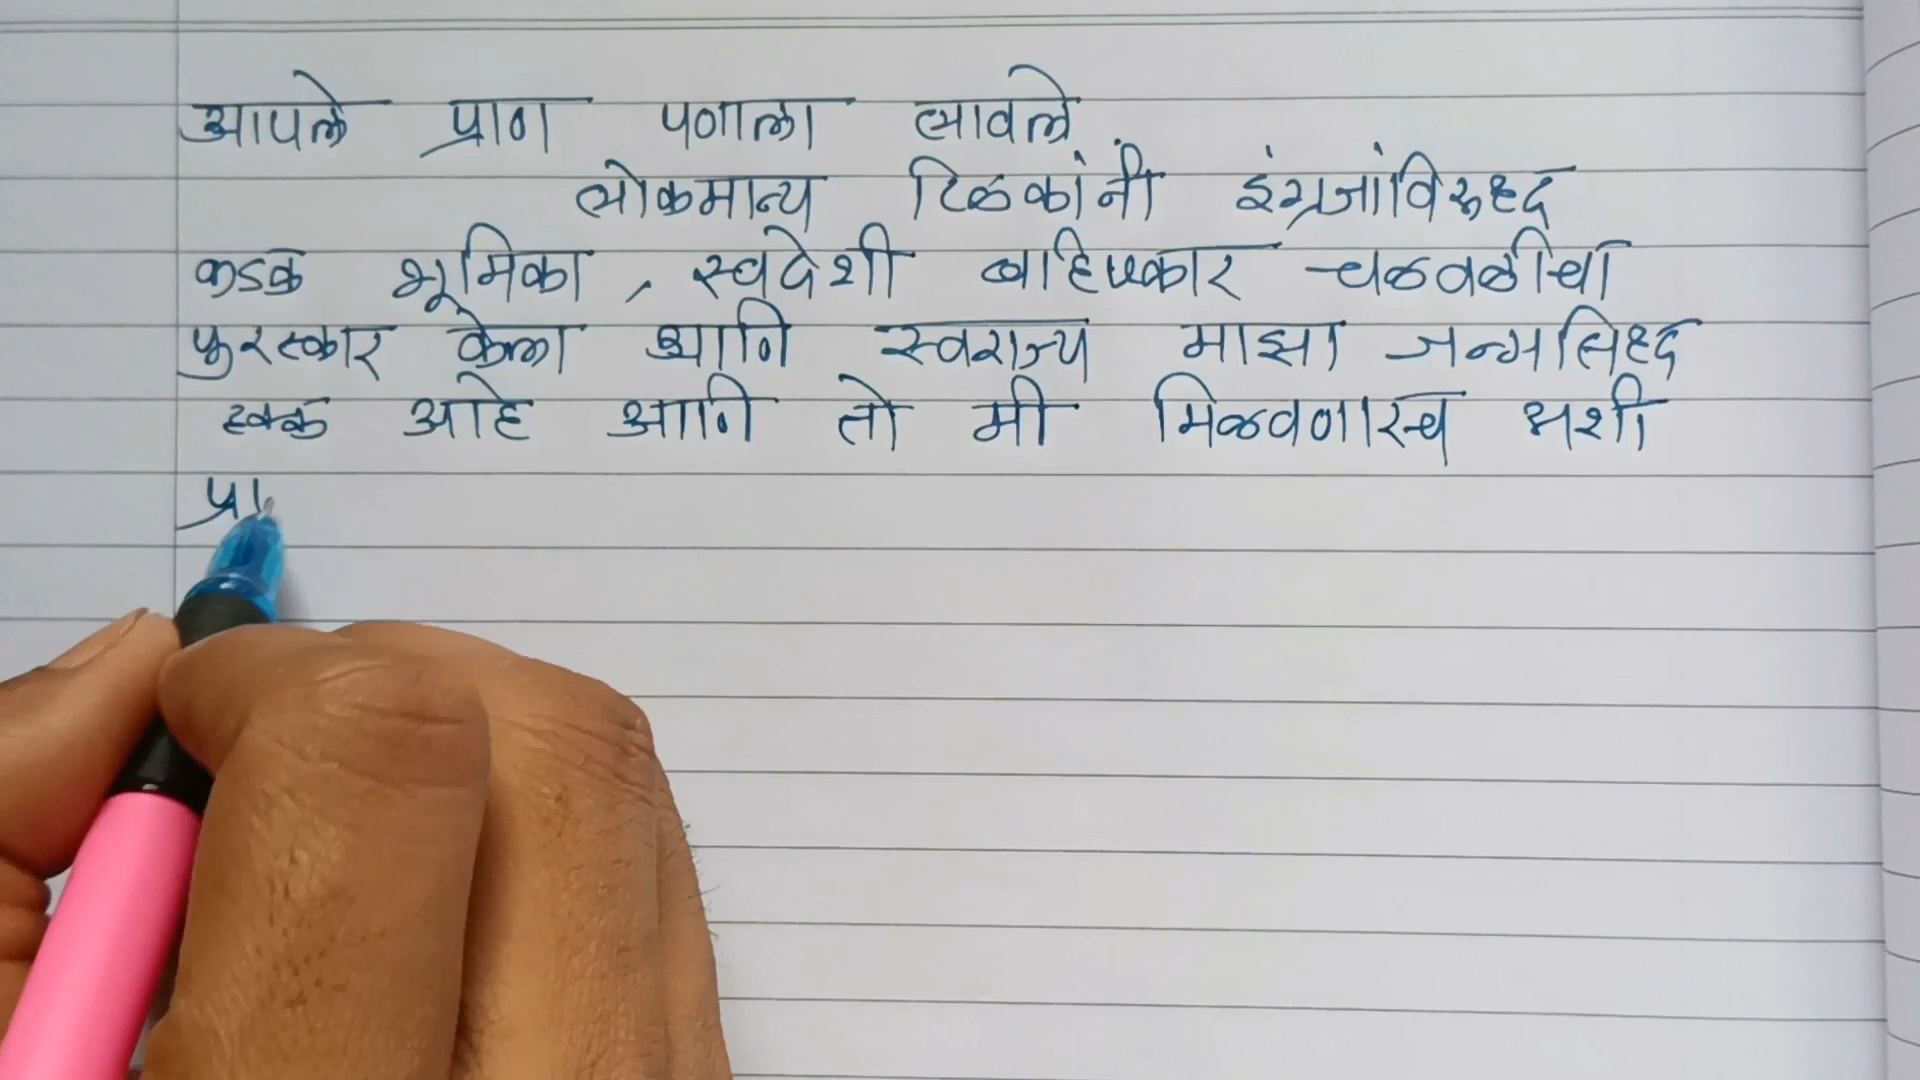 आपले प्राण पणाला लावले
लोकमान्य टिळकांनी इंग्रजांविरुध्द
कडक भूमिका, स्वदेशी बाहिष्कार चळवळीचा
पुरस्कार केला आणि स्वराज्य माझा जन्मसिध्द
हक्क आहे आणि तो मी मिळवणारच अशी
प्रा